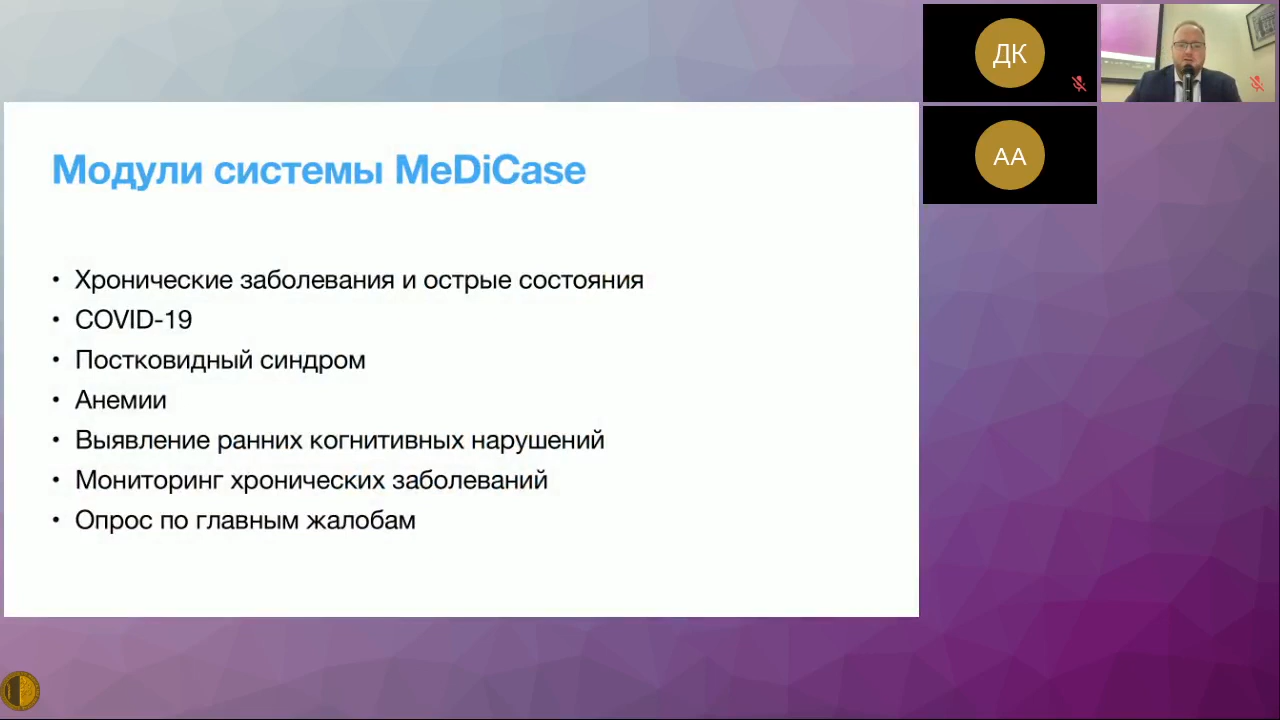 Модули системы MeDiCase
• Хронические заболевания и острые состояния
• COVID-19
• Постковидный синдром
• Анемии
• Выявление ранних когнитивных нарушений
• Мониторинг хронических заболеваний
• Опрос по главным жалобам
ДК
АА